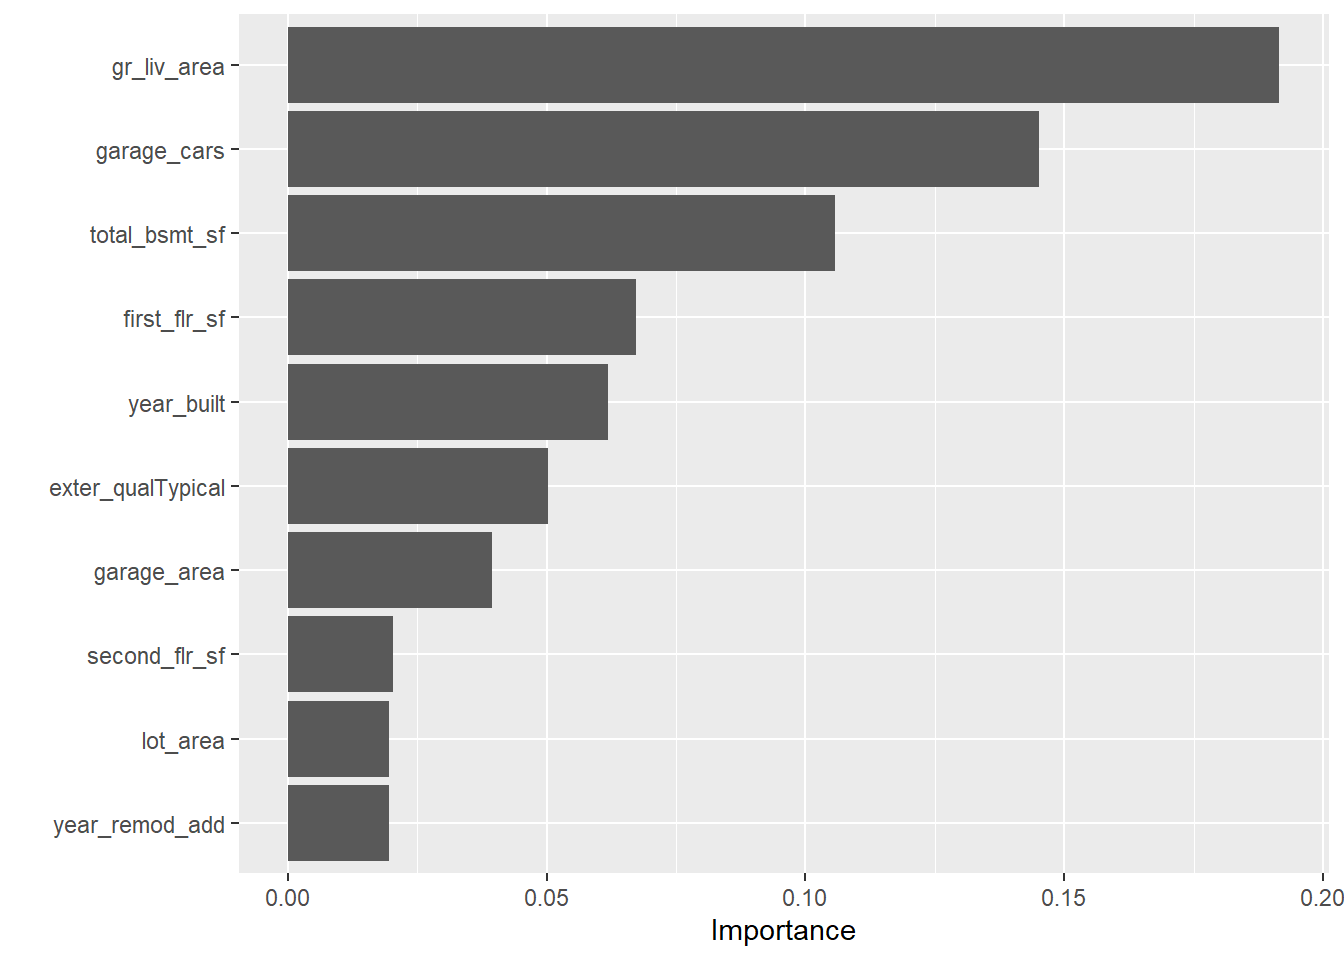 gr_liv_area
garage_cars
total_bsmt_sf
first_flr_sf
year_built
exter_qualTypical
garage_area
second_flr_sf
lot_area
year_remod_add
0.00 0.05 0.10 0.15 0.20
Importance